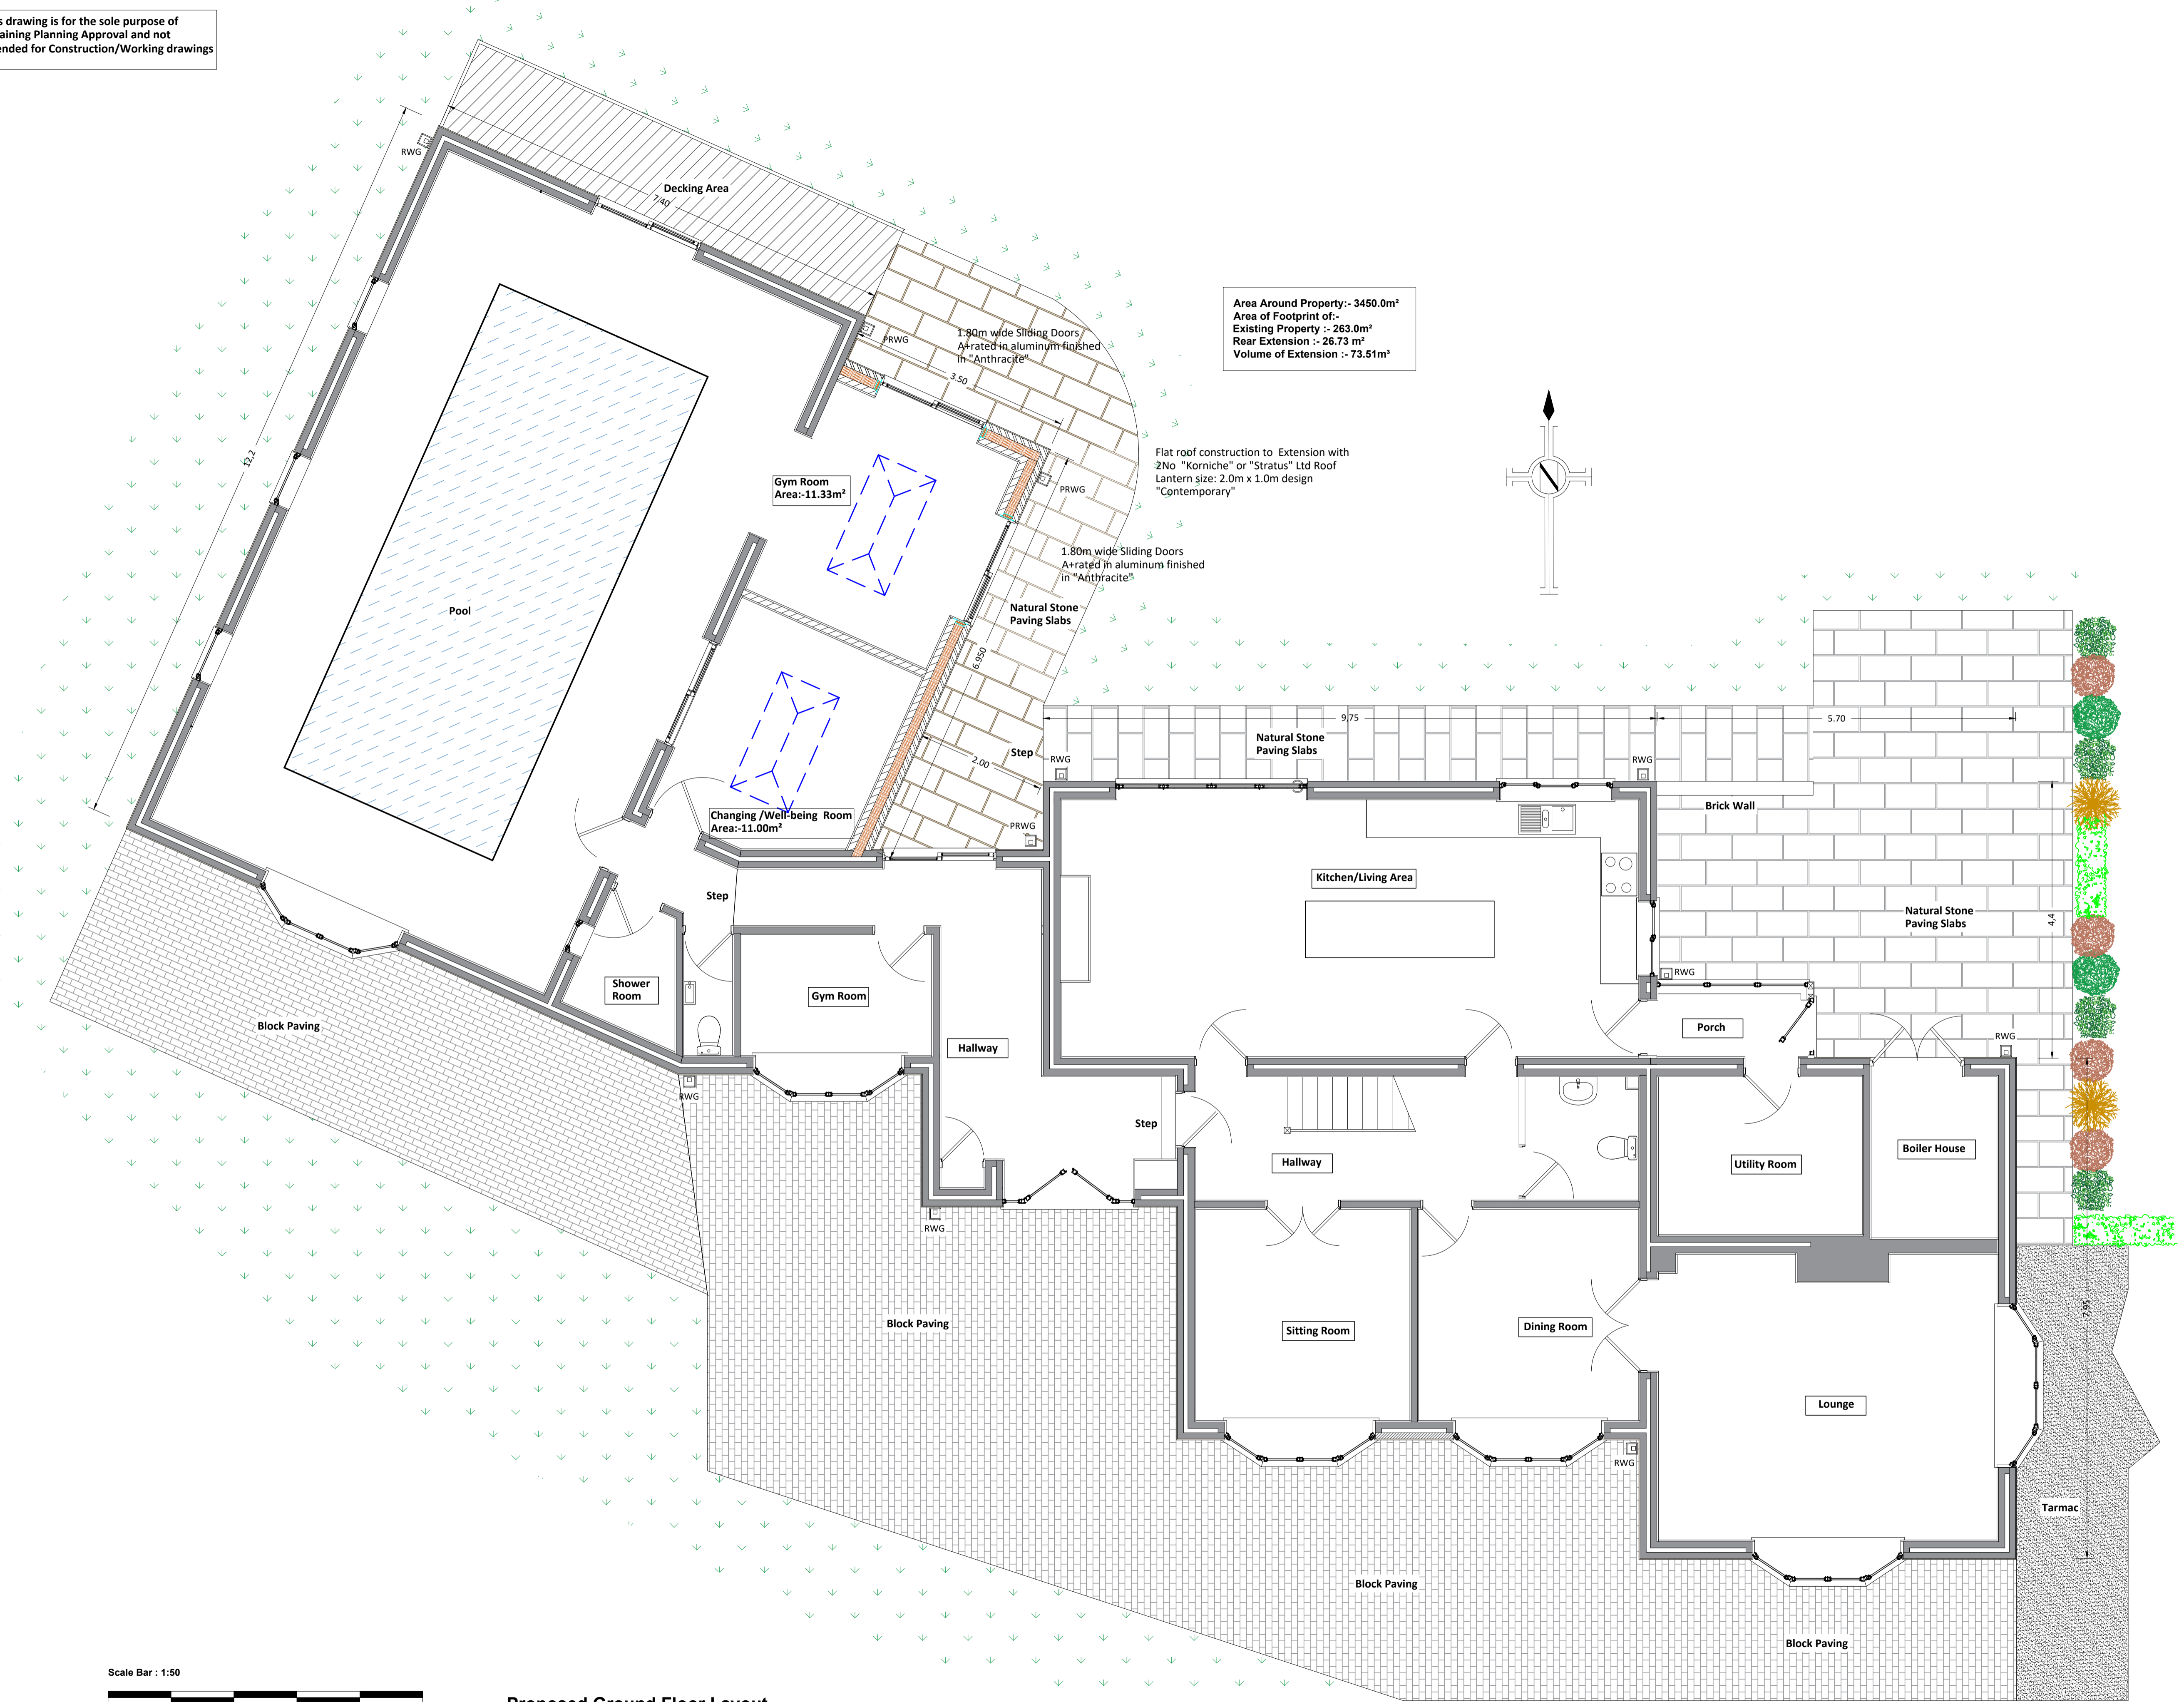 s drawing is for the sole purpose of
aining Planning Approval and not
ended for Construction/Working drawings
RWG
Decking Area
7,40
1.80m wide Sliding Doors
A+rated in aluminum finished
in "Anthracite"
PRWG
3.50
Area Around Property:- 3450.0m²
Area of Footprint of:-
Existing Property :- 263.0m²
Rear Extension :- 26.73 m²
Volume of Extension :- 73.51m³
12,2
Gym Room
Area:-11.33m²
PRWG
Flat roof construction to Extension with
2No "Korniche" or "Stratus" Ltd Roof
Lantern size: 2.0m x 1.0m design
"Contemporary"
N
1.80m wide Sliding Doors
A+rated in aluminum finished
in "Anthracite"
Pool
Natural Stone
Paving Slabs
6.950
9,75
5.70
Natural Stone
Paving Slabs
Step
2.00
RWG
RWG
3
Brick Wall
Changing /Well-being Room
Area:-11.00m²
PRWG
Kitchen/Living Area
Step
Natural Stone
Paving Slabs
4,4
RWG
Shower
Room
Gym Room
Block Paving
Hallway
Porch
RWG
RWG
Step
Hallway
Utility Room
Boiler House
RWG
Block Paving
Sitting Room
Dining Room
7,95
Lounge
RWG
Tarmac
Block Paving
Block Paving
Scale Bar : 1:50
Proposed Ground Floor Layout